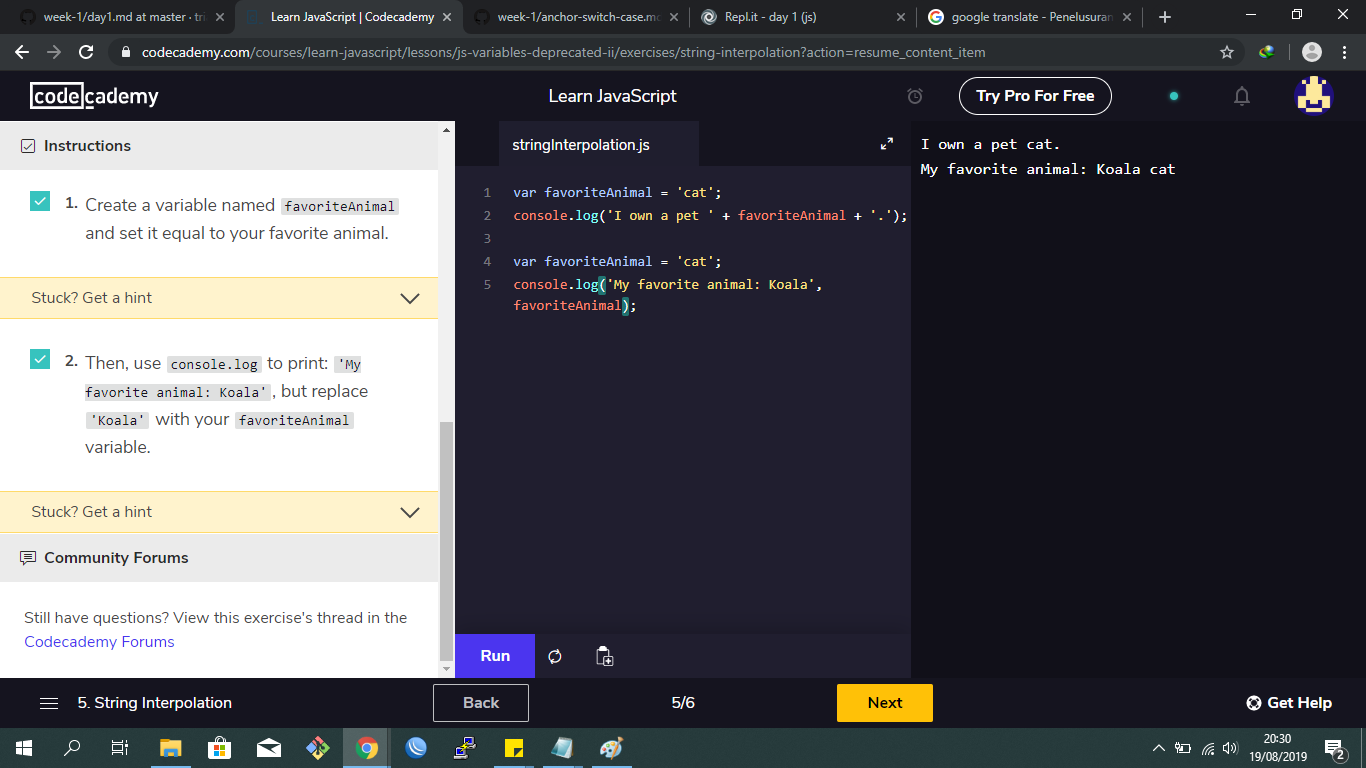 week-1/day1.md at master · tri
Learn JavaScript | Codecademy
week-1/anchor-switch-case.md
Repl.it - day 1 (js)
google translate - Penelusuran
codecademy.com/courses/learn-javascript/lessons/js-variables-deprecated-ii/exercises/string-interpolation?action=resume_content_item
codecademy
Learn JavaScript
Try Pro For Free
Instructions
1. Create a variable named favoriteAnimal
and set it equal to your favorite animal.
Stuck? Get a hint
2. Then, use console.log to print: 'My
favorite animal: Koala', but replace
'Koala' with your favoriteAnimal
variable.
Stuck? Get a hint
Community Forums
Still have questions? View this exercise's thread in the
Codecademy Forums
stringInterpolation.js
1 var favoriteAnimal = 'cat';
2 console.log('I own a pet ' + favoriteAnimal + '.');
3
4 var favoriteAnimal = 'cat';
5 console.log('My favorite animal: Koala',
favoriteAnimal);
Run
I own a pet cat.
My favorite animal: Koala cat
5. String Interpolation
Back
5/6
Next
Get Help
20:30
19/08/2019
2